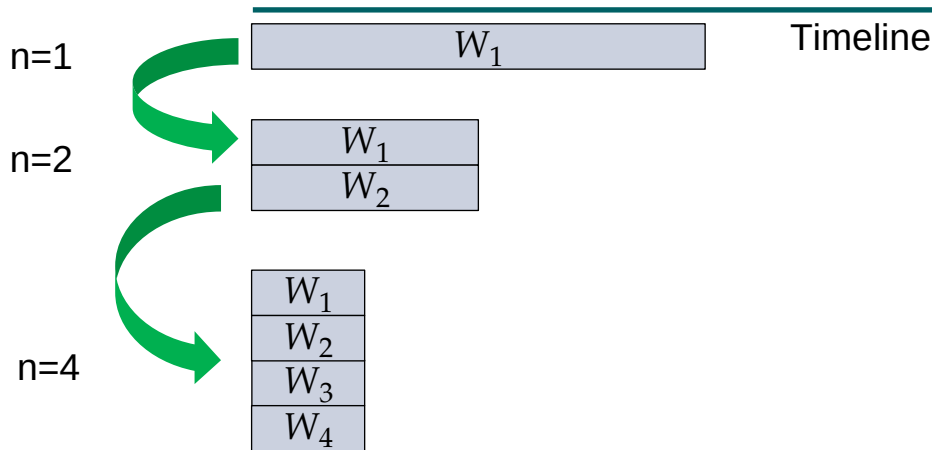 Timeline
n=1
W₁
n=2
W₁
W₂
n=4
W₁
W₂
W₃
W₄